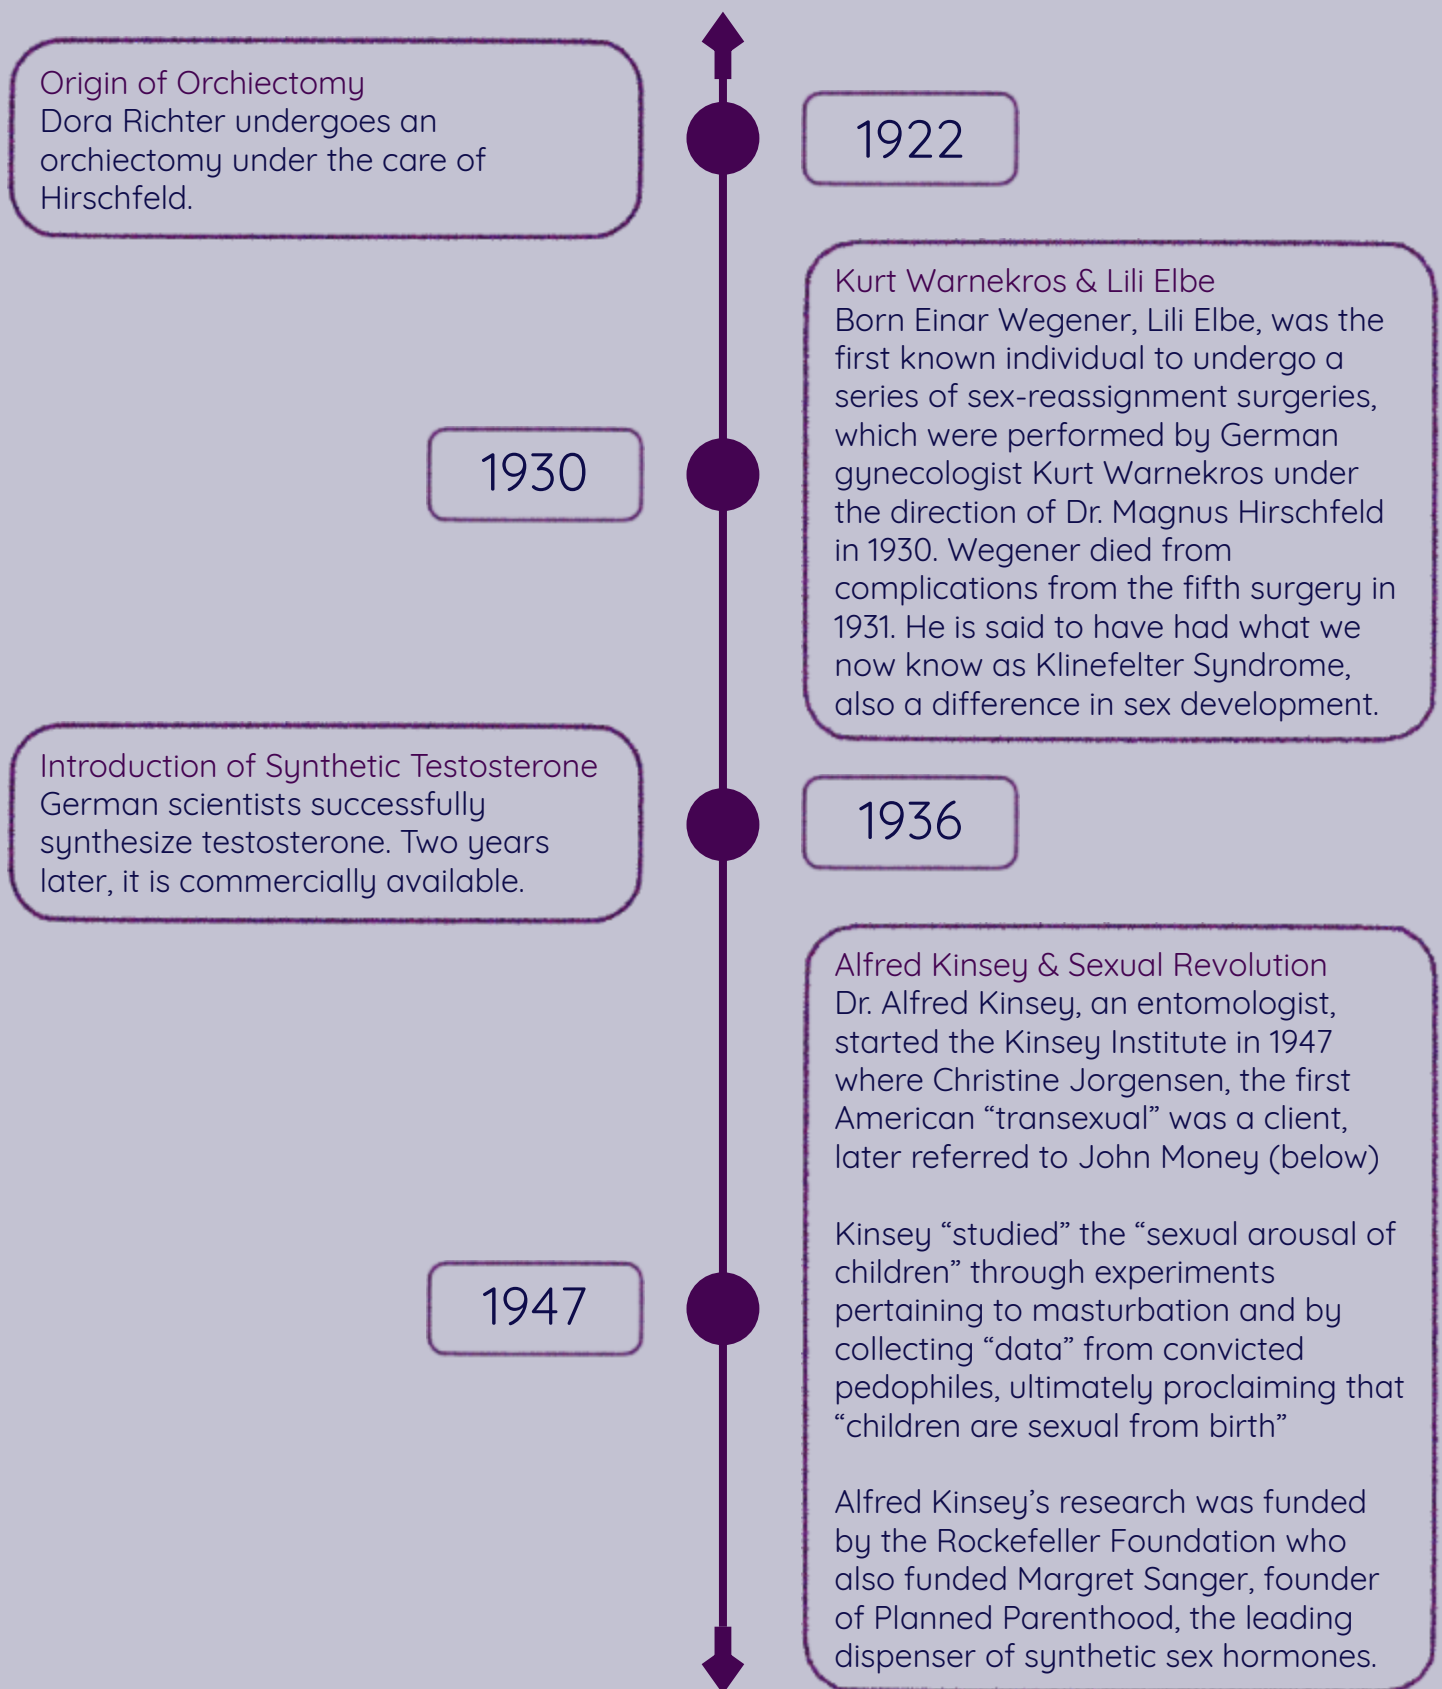 Origin of Orchiectomy
Dora Richter undergoes an
orchiectomy under the care of
Hirschfeld.
1922
Kurt Warnekros & Lili Elbe
Born Einar Wegener, Lili Elbe, was the
first known individual to undergo a
series of sex-reassignment surgeries,
which were performed by German
gynecologist Kurt Warnekros under
the direction of Dr. Magnus Hirschfeld
in 1930. Wegener died from
complications from the fifth surgery in
1931. He is said to have had what we
now know as Klinefelter Syndrome,
also a difference in sex development.
1930
Introduction of Synthetic Testosterone
German scientists successfully
synthesize testosterone. Two years
later, it is commercially available.
1936
Alfred Kinsey & Sexual Revolution
Dr. Alfred Kinsey, an entomologist,
started the Kinsey Institute in 1947
where Christine Jorgensen, the first
American “transexual” was a client,
later referred to John Money (below)
Kinsey “studied” the “sexual arousal of
children” through experiments
pertaining to masturbation and by
collecting “data” from convicted
pedophiles, ultimately proclaiming that
“children are sexual from birth”
Alfred Kinsey’s research was funded
by the Rockefeller Foundation who
also funded Margret Sanger, founder
of Planned Parenthood, the leading
dispenser of synthetic sex hormones.
1947